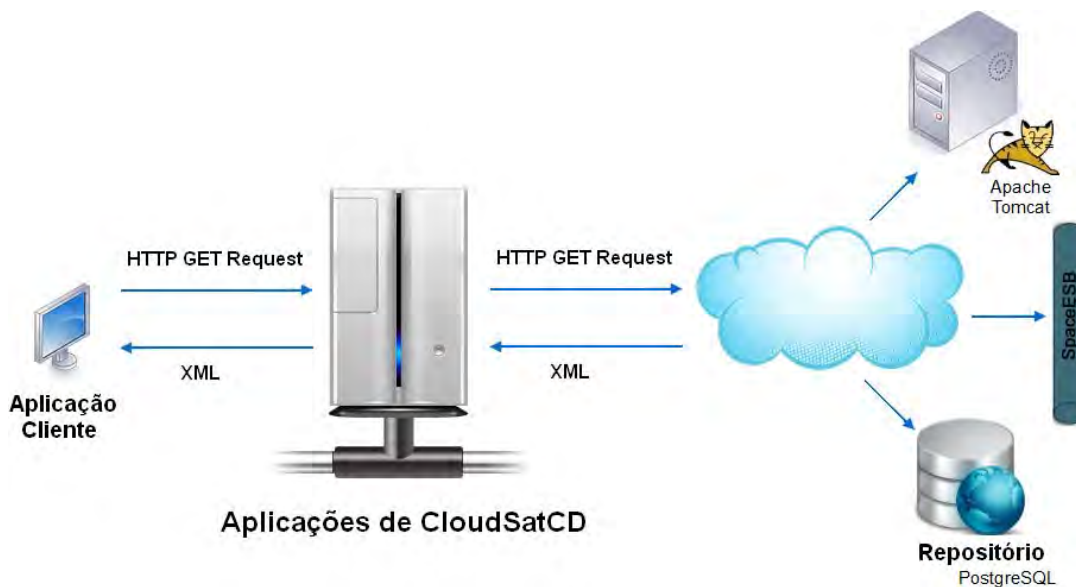 Apache
Tomcat
HTTP GET Request
HTTP GET Request
SpaceESB
XML
XML
Aplicação
Cliente
Aplicações de CloudSatCD
Repositório
PostgreSQL